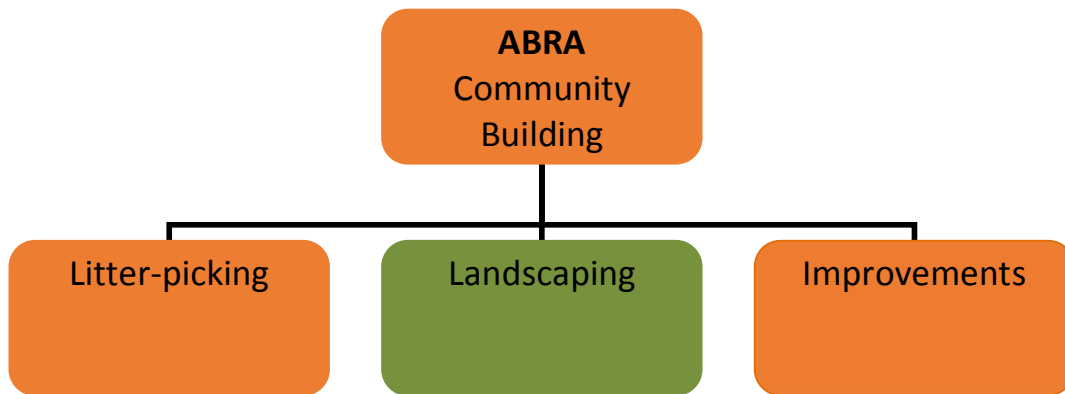 ABRA
Community
Building
Litter-picking
Landscaping
Improvements